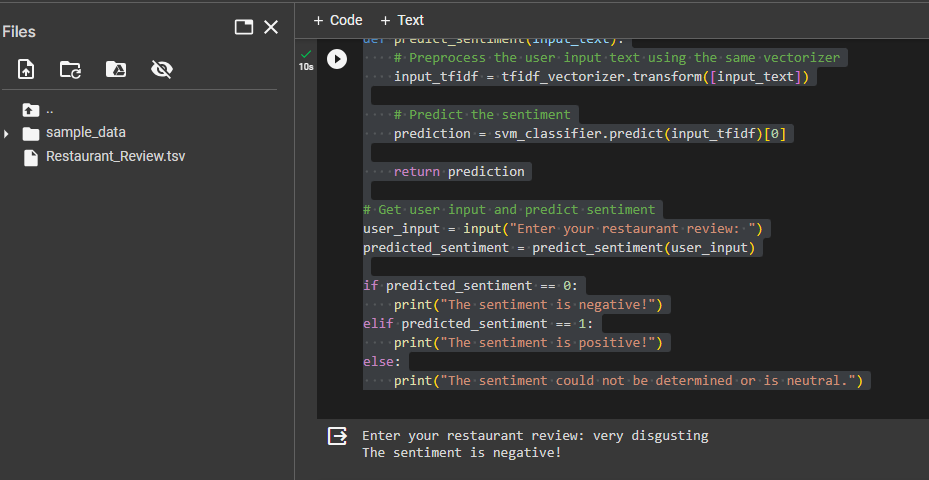 Files
..
sample_data
Restaurant_Review.tsv
+ Code + Text
10s
def predict_sentiment(input_text):
# Preprocess the user input text using the same vectorizer
input_tfidf = tfidf_vectorizer.transform([input_text])
# Predict the sentiment
prediction = svm_classifier.predict(input_tfidf)[0]
return prediction
# Get user input and predict sentiment
user_input = input("Enter your restaurant review: ")
predicted_sentiment = predict_sentiment(user_input)
if predicted_sentiment == 0:
print("The sentiment is negative!")
elif predicted_sentiment == 1:
print("The sentiment is positive!")
else:
print("The sentiment could not be determined or is neutral.")
Enter your restaurant review: very disgusting
The sentiment is negative!